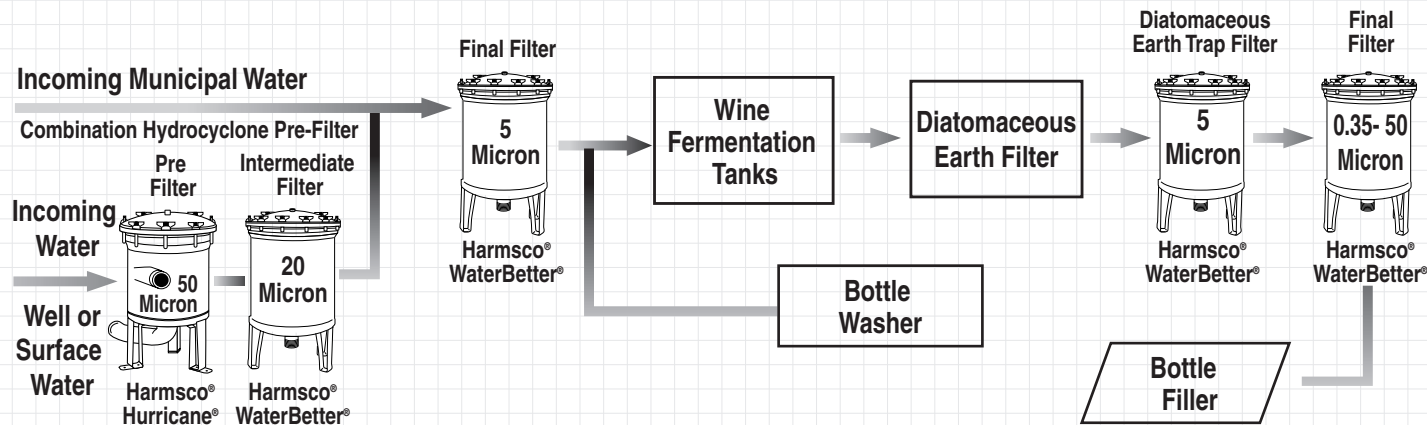 Incoming Municipal Water
Combination Hydrocyclone Pre-Filter
Pre
Filter
Intermediate
Filter
Incoming
Water
50
Micron
20
Micron
Well or
Surface
Water
Harmsco®
Hurricane®
Harmsco®
WaterBetter®
Final Filter
5
Micron
Harmsco®
WaterBetter®
Wine
Fermentation
Tanks
Bottle
Washer
Diatomaceous
Earth Filter
Diatomaceous
Earth Trap Filter
5
Micron
Harmsco®
WaterBetter®
Final
Filter
0.35- 50
Micron
Harmsco®
WaterBetter®
Bottle
Filler